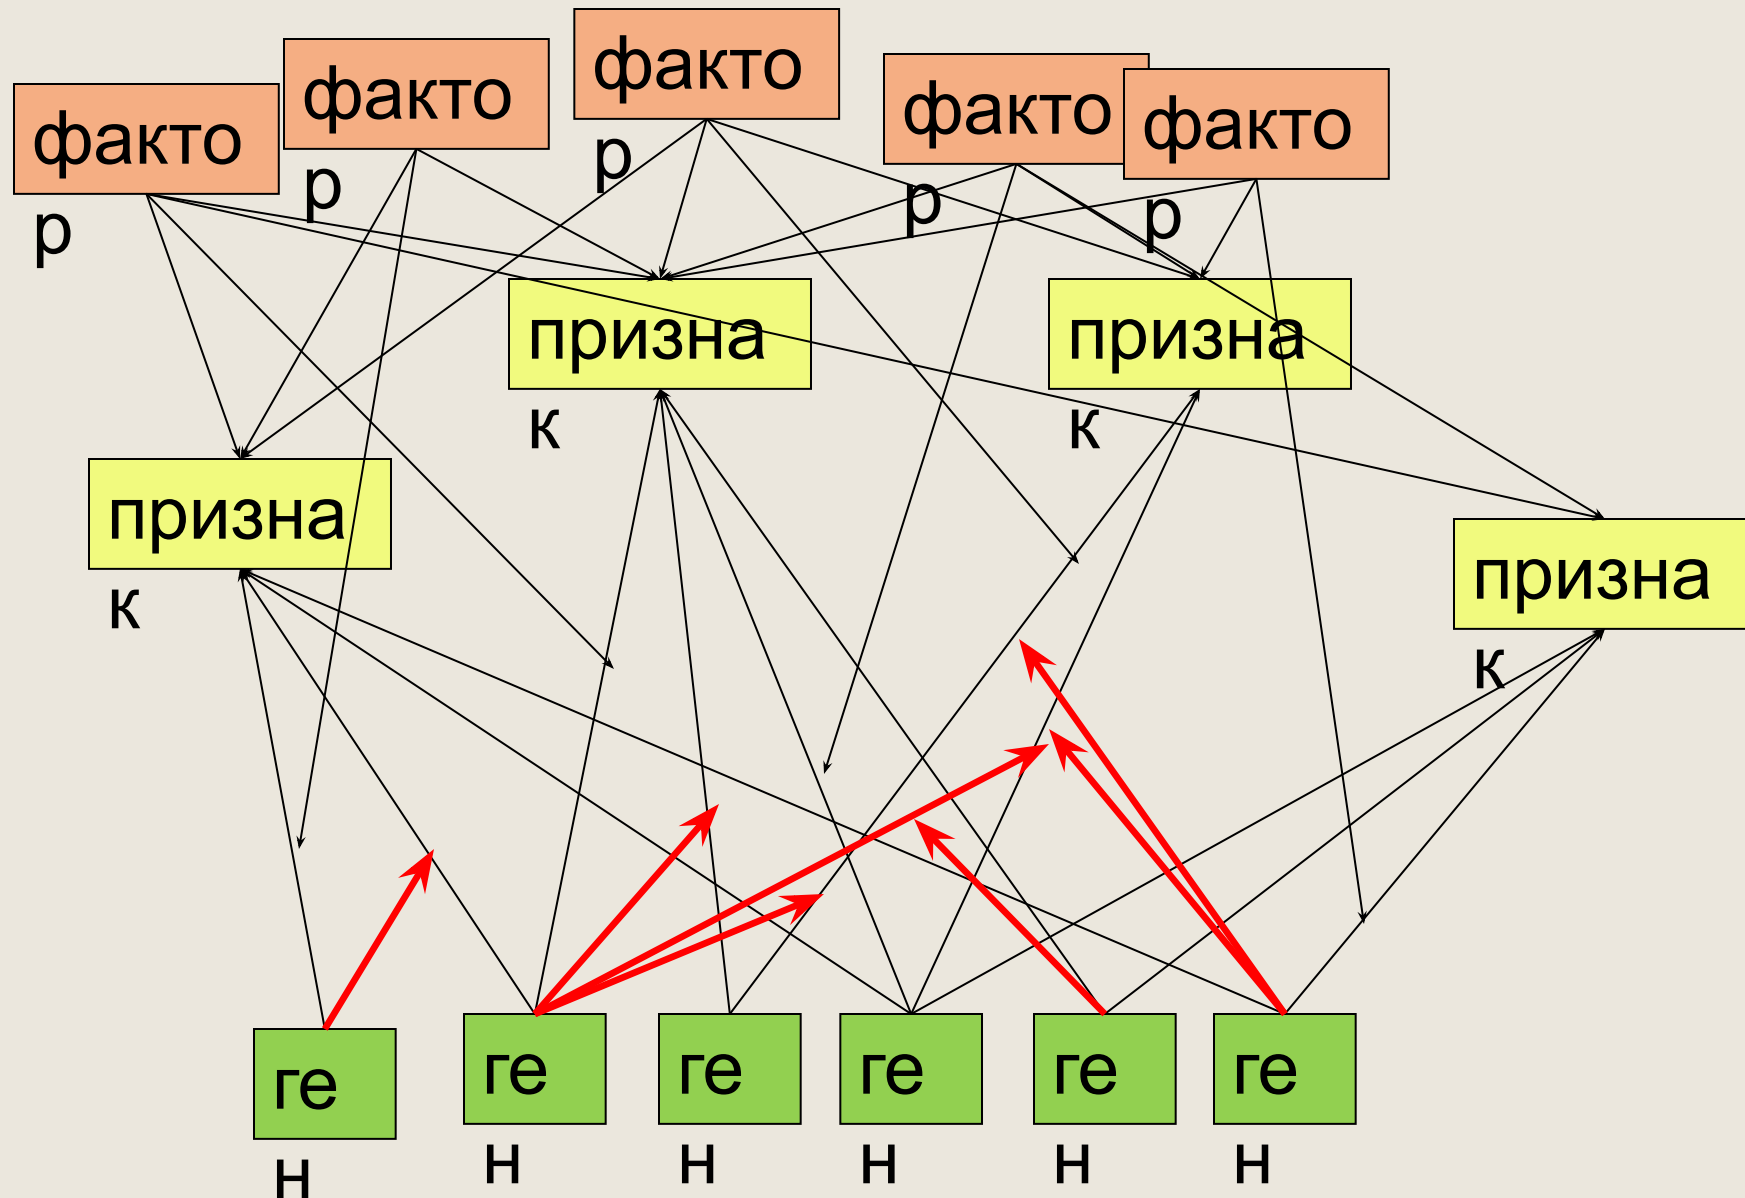 факто
р
факто
р
факто
р
факто
р
факто
р
призна
к
призна
к
призна
к
призна
к
ге
н
ге
н
ге
н
ге
н
ге
н
ге
н